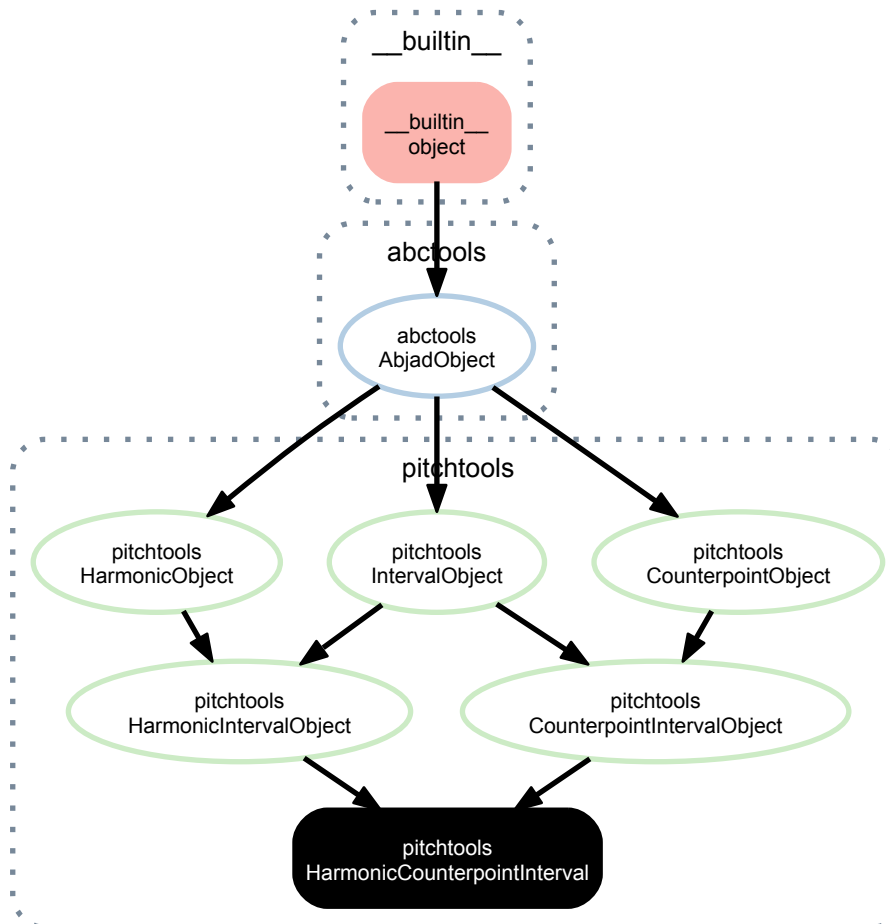 __builtin__
__builtin__
object
abctools
abctools
AbjadObject
pitchtools
pitchtools
HarmonicObject
pitchtools
IntervalObject
pitchtools
CounterpointObject
pitchtools
HarmonicIntervalObject
pitchtools
CounterpointIntervalObject
pitchtools
HarmonicCounterpointInterval